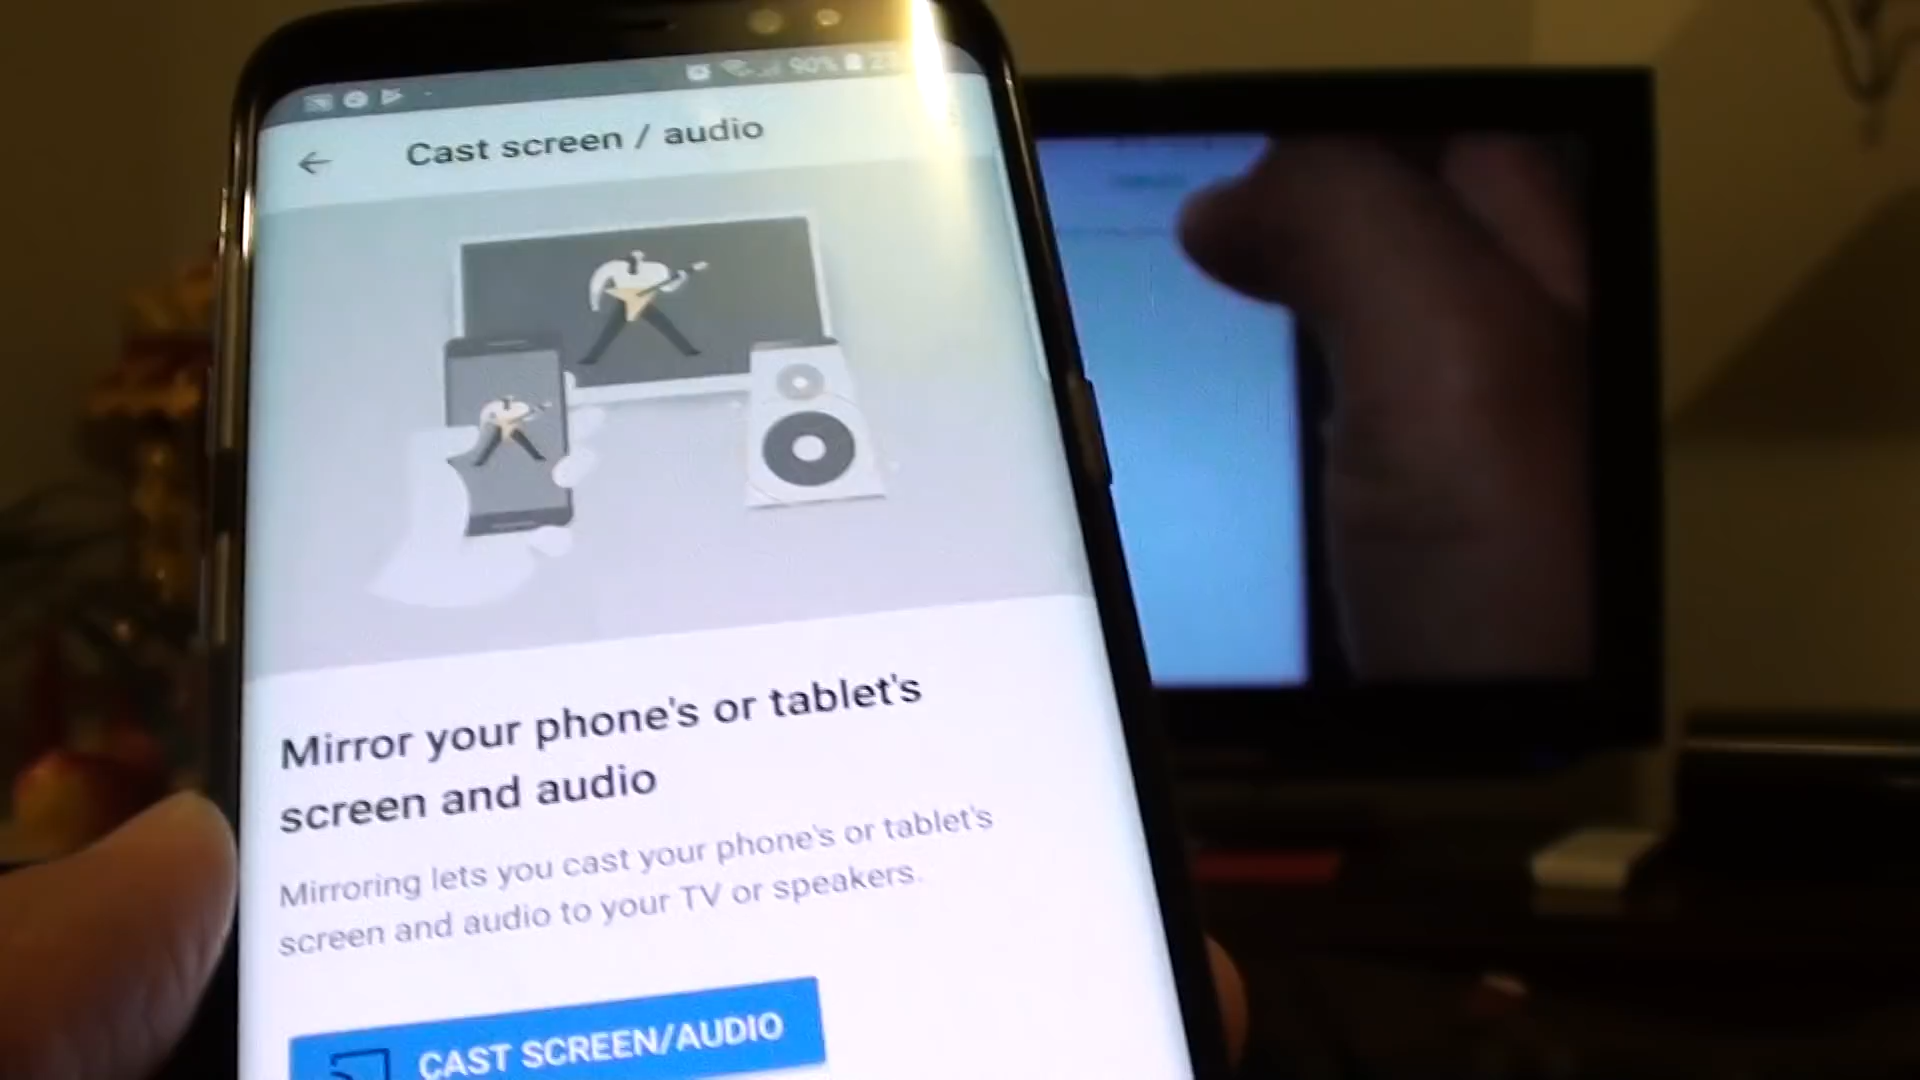 90%
Cast screen / audio
Mirror your phone's or tablet's
screen and audio
Mirroring lets you cast your phone's or tablet's
screen and audio to your TV or speakers.
CAST SCREEN/AUDIO